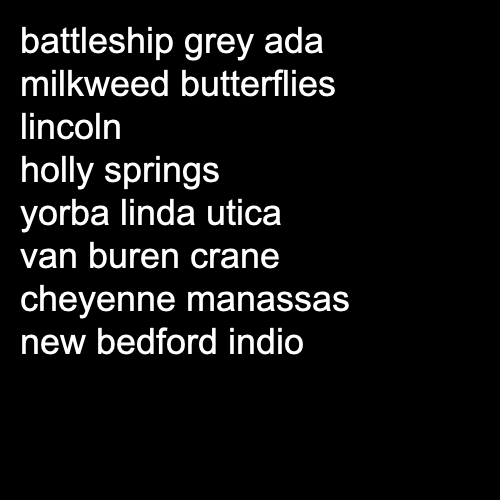 battleship grey ada
milkweed butterflies
lincoln
holly springs
yorba linda utica
van buren crane
cheyenne manassas
new bedford indio